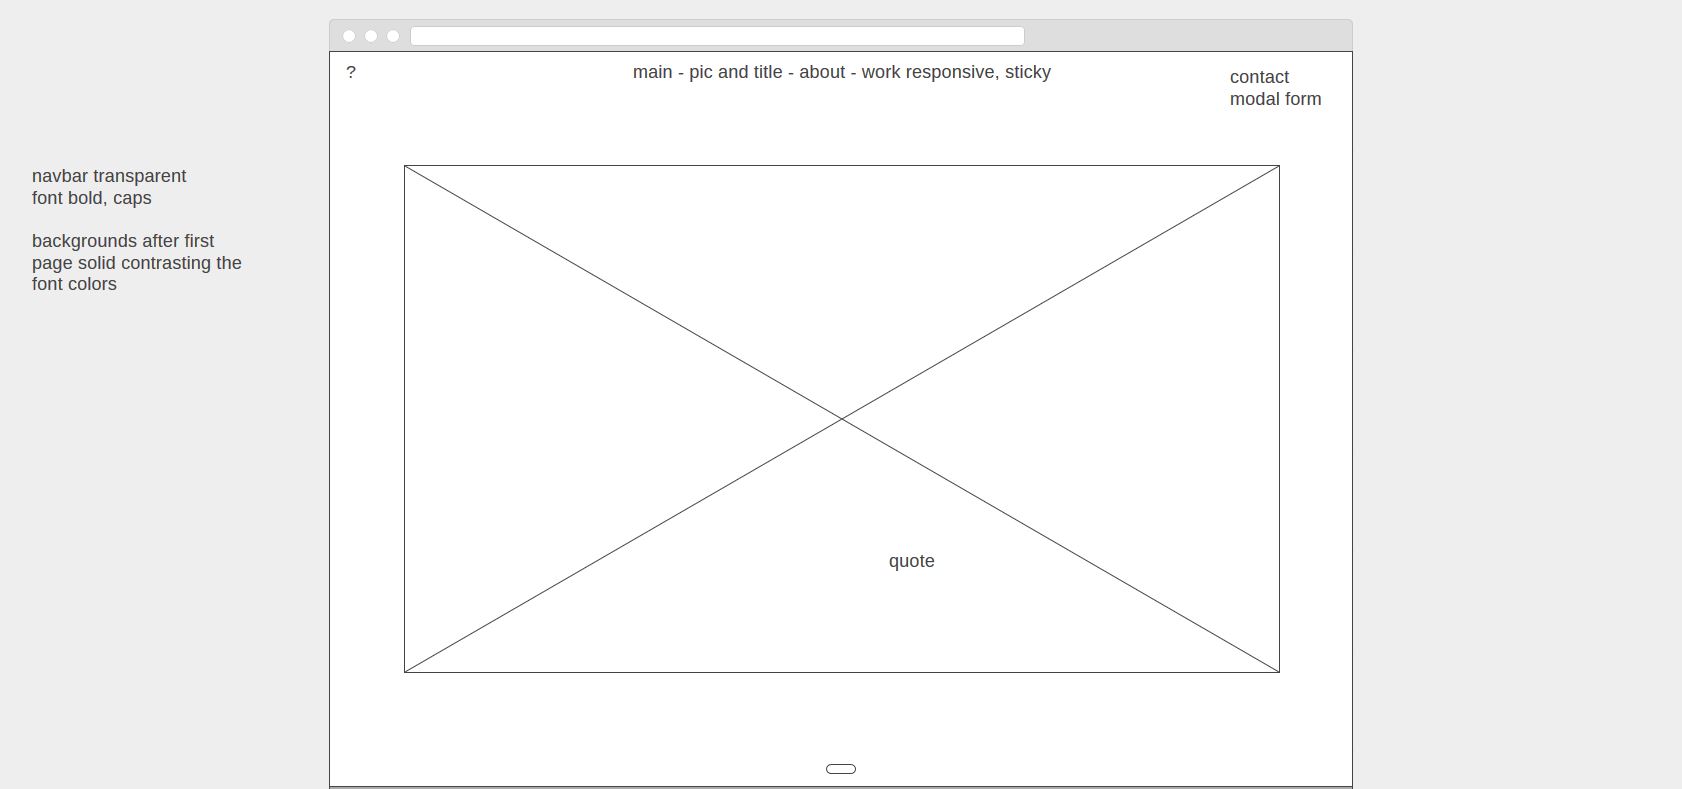 ?
main - pic and title - about - work responsive, sticky
contact
modal form
navbar transparent
font bold, caps
backgrounds after first
page solid contrasting the
font colors
quote